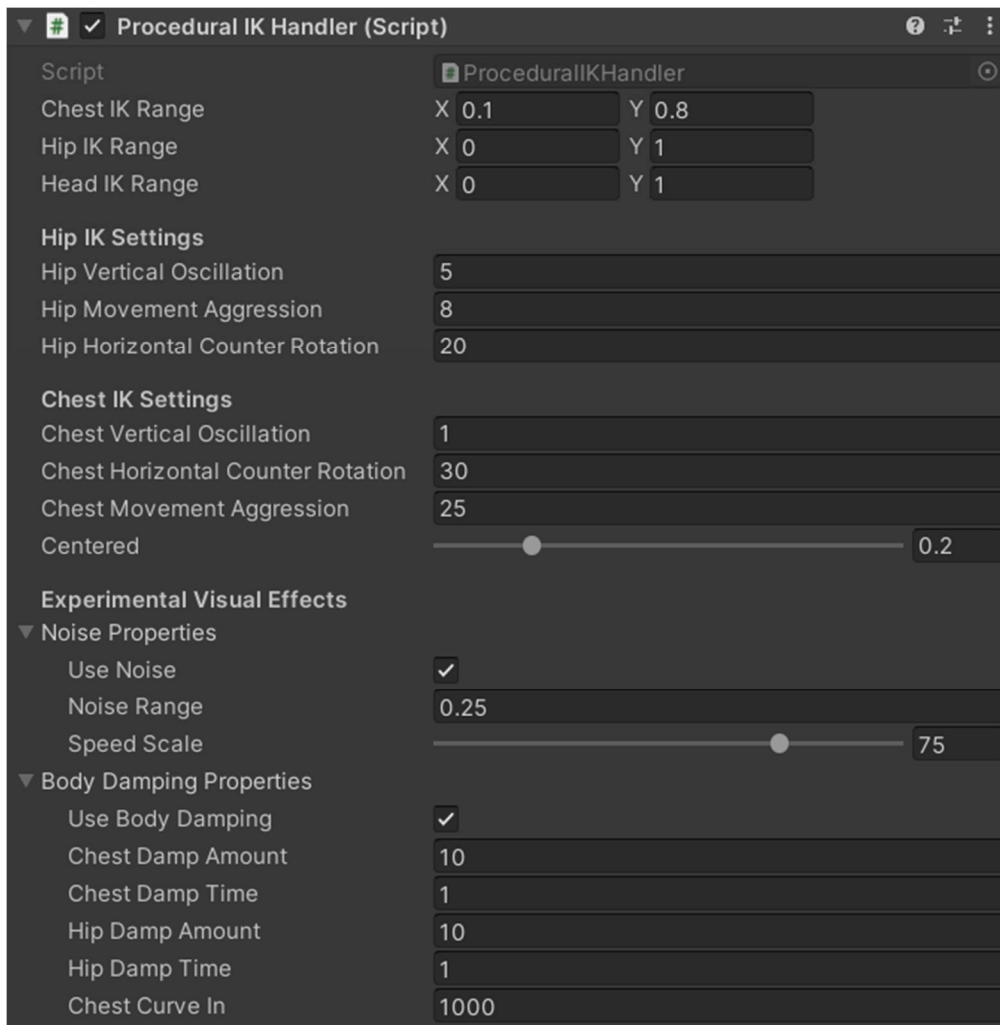 Procedural IK Handler (Script)
Script ProceduralIKHandler
Chest IK Range X 0.1 Y 0.8
Hip IK Range X 0 Y 1
Head IK Range X 0 Y 1
Hip IK Settings
Hip Vertical Oscillation 5
Hip Movement Aggression 8
Hip Horizontal Counter Rotation 20
Chest IK Settings
Chest Vertical Oscillation 1
Chest Horizontal Counter Rotation 30
Chest Movement Aggression 25
Centered 0.2
Experimental Visual Effects
Noise Properties
Use Noise
Noise Range 0.25
Speed Scale 75
Body Damping Properties
Use Body Damping
Chest Damp Amount 10
Chest Damp Time 1
Hip Damp Amount 10
Hip Damp Time 1
Chest Curve In 1000